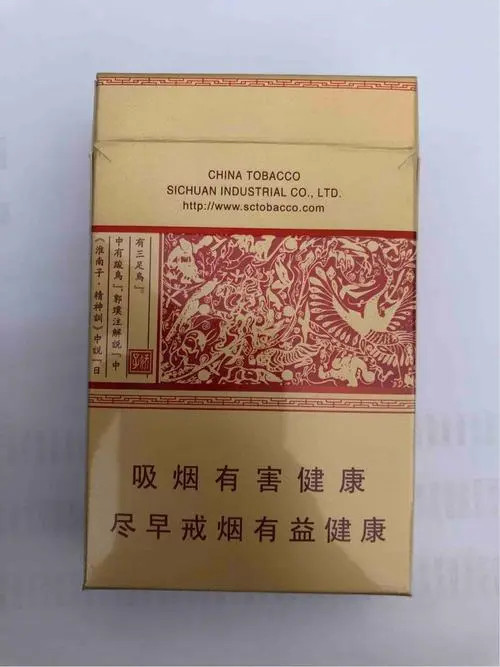 CHINA TOBACCO
SICHUAN INDUSTRIAL CO., LTD.
http://www.sctobacco.com
《淮南子·精神訓》中説『日
中有踆烏』，郭璞注解説『中
有三足烏』。
吸烟有害健康
尽早戒烟有益健康